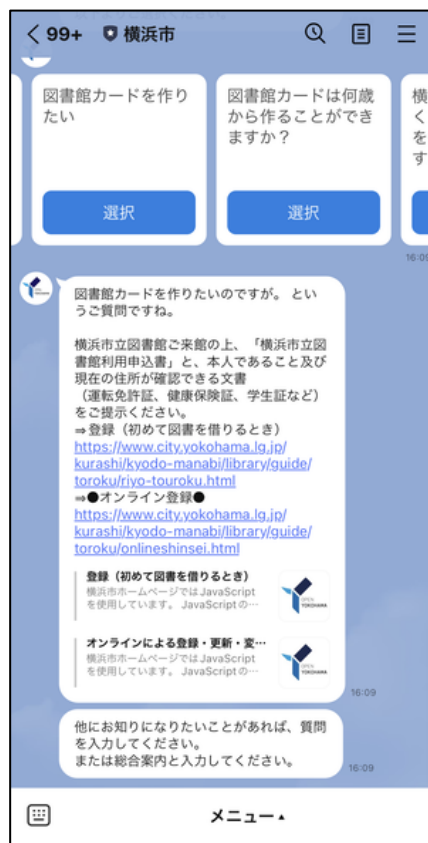 99+ 横浜市
図書館カードを作り
たい
選択
図書館カードは何歳
から作ることができ
ますか？
選択
横
く
を
す
16:09
図書館カードを作りたいのですが。 とい
うご質問ですね。
横浜市立図書館ご来館の上、「横浜市立図
書館利用申込書」と、本人であること及び
現在の住所が確認できる文書
（運転免許証、健康保険証、学生証など）
をご提示ください。
⇒登録（初めて図書を借りるとき）
https://www.city.yokohama.lg.jp/
kurashi/kyodo-manabi/library/guide/
toroku/riyo-touroku.html
⇒●オンライン登録●
https://www.city.yokohama.lg.jp/
kurashi/kyodo-manabi/library/guide/
toroku/onlineshinsei.html
登録（初めて図書を借りるとき）
横浜市ホームページではJavaScript
を使用しています。 JavaScriptの…
OPEN
YOKOHAMA
オンラインによる登録・更新・変…
横浜市ホームページではJavaScript
を使用しています。 JavaScriptの…
OPEN
YOKOHAMA
16:09
他にお知りになりたいことがあれば、質問
を入力してください。
または総合案内と入力してください。
16:09
メニュー▲